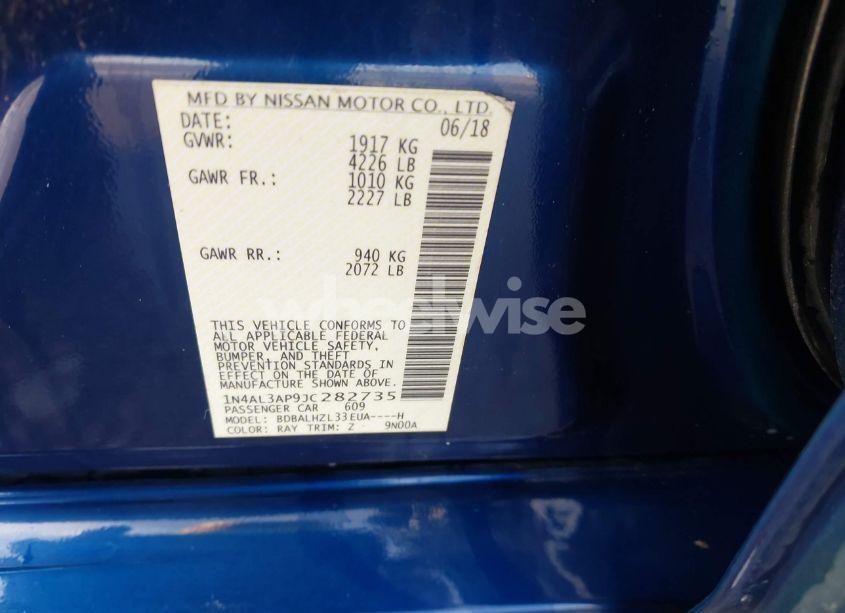 MFD BY NISSAN MOTOR CO., LTD.
DATE: 06/18
GVWR: 1917 KG
4226 LB
GAWR FR.: 1010 KG
2227 LB
GAWR RR.: 940 KG
2072 LB
wheelwise
THIS VEHICLE CONFORMS TO
ALL APPLICABLE FEDERAL
MOTOR VEHICLE SAFETY,
BUMPER, AND THEFT
PREVENTION STANDARDS IN
EFFECT ON THE DATE OF
MANUFACTURE SHOWN ABOVE.
1N4AL3AP9JC282735
PASSENGER CAR 609
MODEL: BDBALHZL33EUA----H
COLOR: RAY TRIM: Z 9N00A